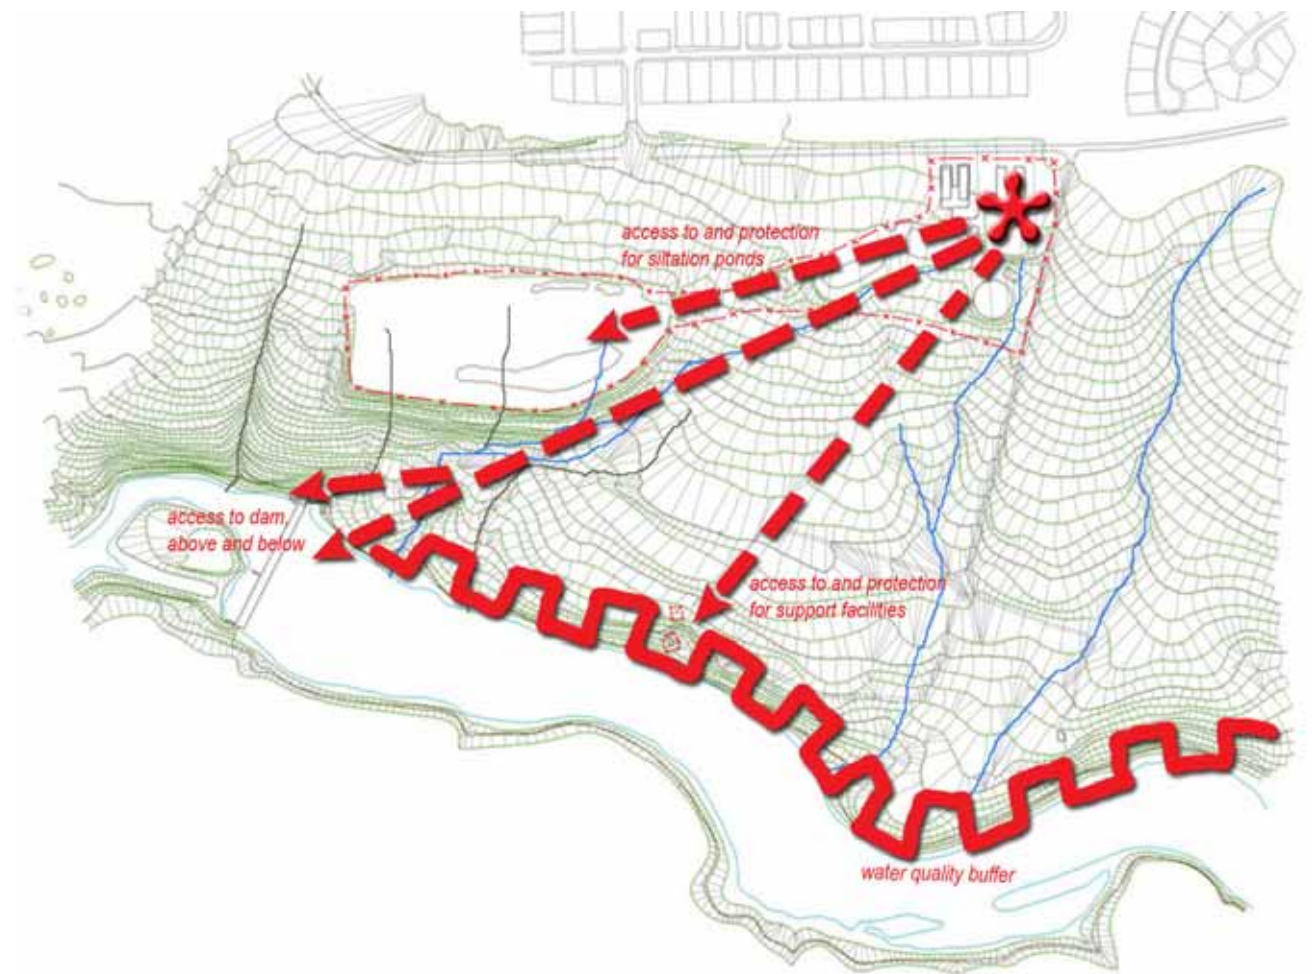 access to and protection
for siltation ponds
access to dam,
above and below
access to and protection
for support facilities
water quality buffer